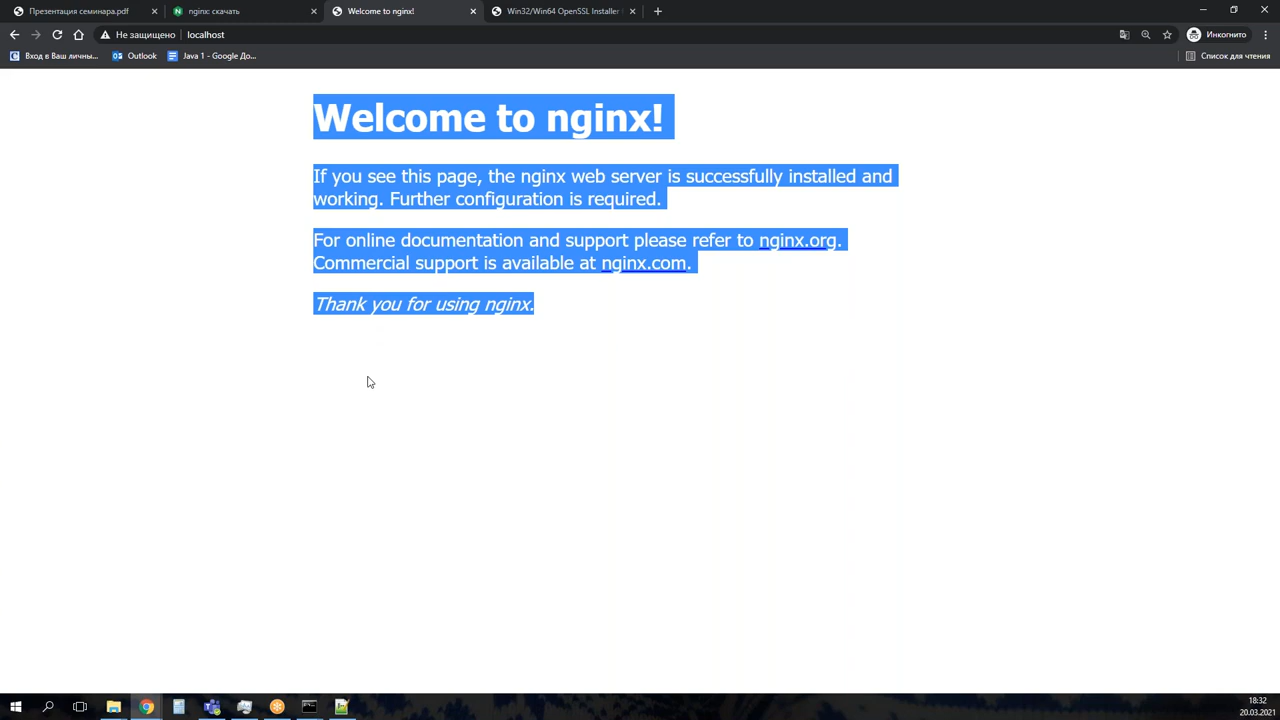 Презентация семинара.pdf
nginx: скачать
Welcome to nginx!
Win32/Win64 OpenSSL Installer
Не защищено
localhost
Инкогнито
Вход в Ваш личны...
Outlook
Java 1 - Google До...
Список для чтения
Welcome to nginx!
If you see this page, the nginx web server is successfully installed and
working. Further configuration is required.
For online documentation and support please refer to nginx.org.
Commercial support is available at nginx.com.
Thank you for using nginx.
18:32
20.03.2021